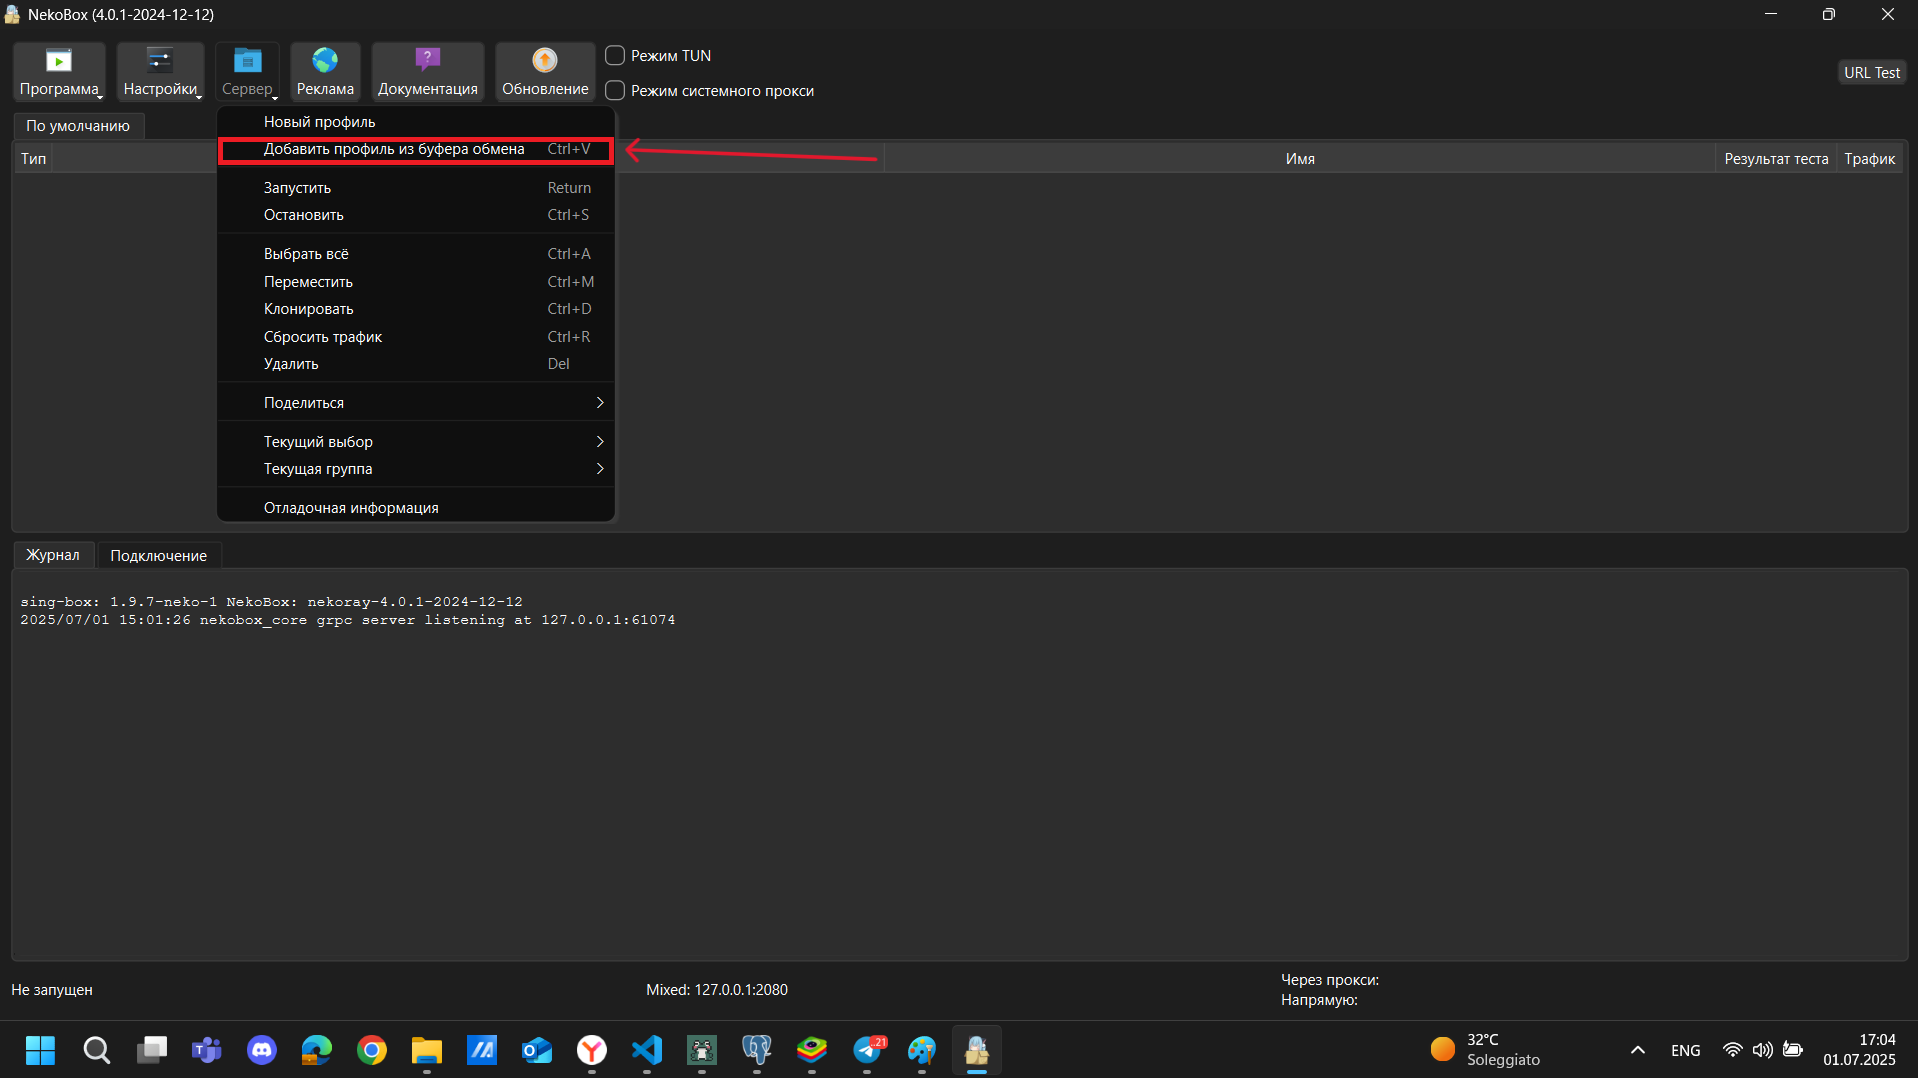 NekoBox (4.0.1-2024-12-12)
Программа
Настройки
Сервер
Реклама
Документация
Обновление
Режим TUN
Режим системного прокси
URL Test
По умолчанию
Тип
Имя
Результат теста
Трафик
Новый профиль
Добавить профиль из буфера обмена Ctrl+V
Запустить Return
Остановить Ctrl+S
Выбрать всё Ctrl+A
Переместить Ctrl+M
Клонировать Ctrl+D
Сбросить трафик Ctrl+R
Удалить Del
Поделиться
Текущий выбор
Текущая группа
Отладочная информация
Журнал
Подключение
sing-box: 1.9.7-neko-1 NekoBox: nekoray-4.0.1-2024-12-12
2025/07/01 15:01:26 nekobox_core grpc server listening at 127.0.0.1:61074
Не запущен
Mixed: 127.0.0.1:2080
Через прокси:
Напрямую:
..21
32°C
Soleggiato
ENG
17:04
01.07.2025